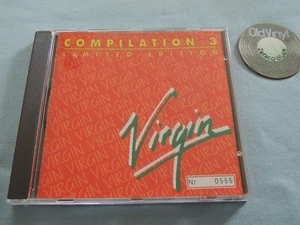 COMPILATION 3
LIMITED EDITION
Virgin
Nr. 0555
Old Vinyl